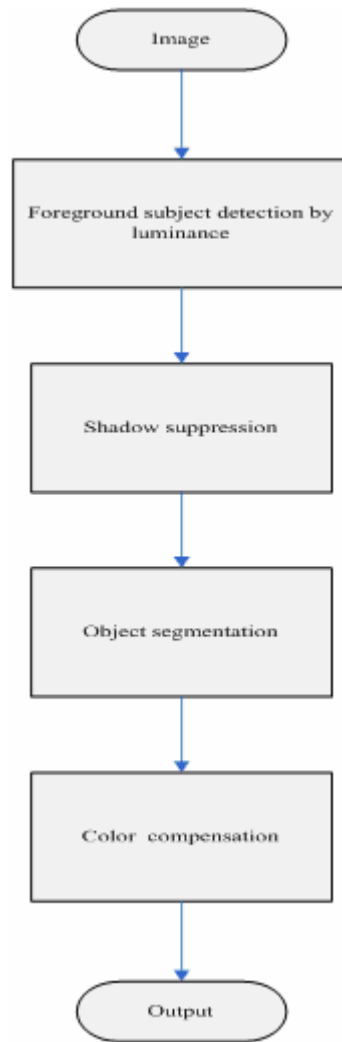 Image
Foreground subject detection by
luminance
Shadow suppression
Object segmentation
Color compensation
Output